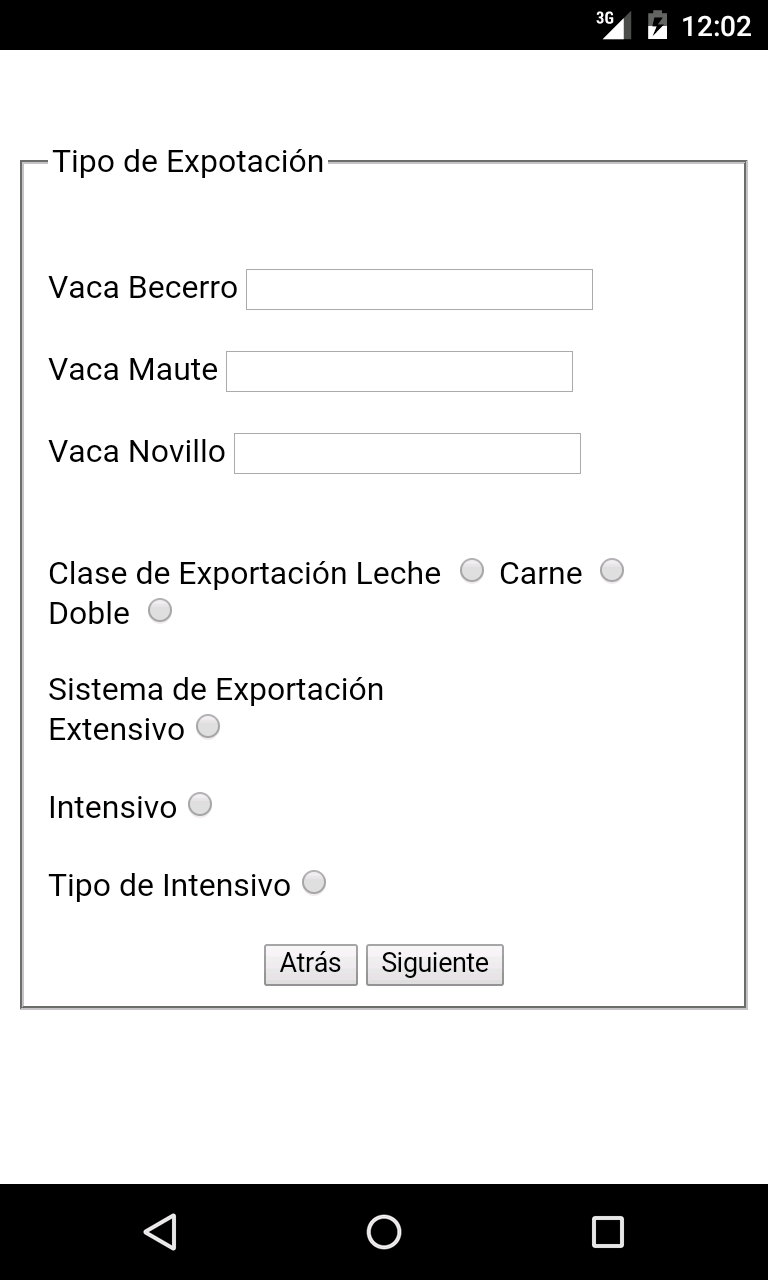 3G 12:02
Tipo de Expotación
Vaca Becerro
Vaca Maute
Vaca Novillo
Clase de Exportación Leche Carne
Doble
Sistema de Exportación
Extensivo
Intensivo
Tipo de Intensivo
Atrás Siguiente